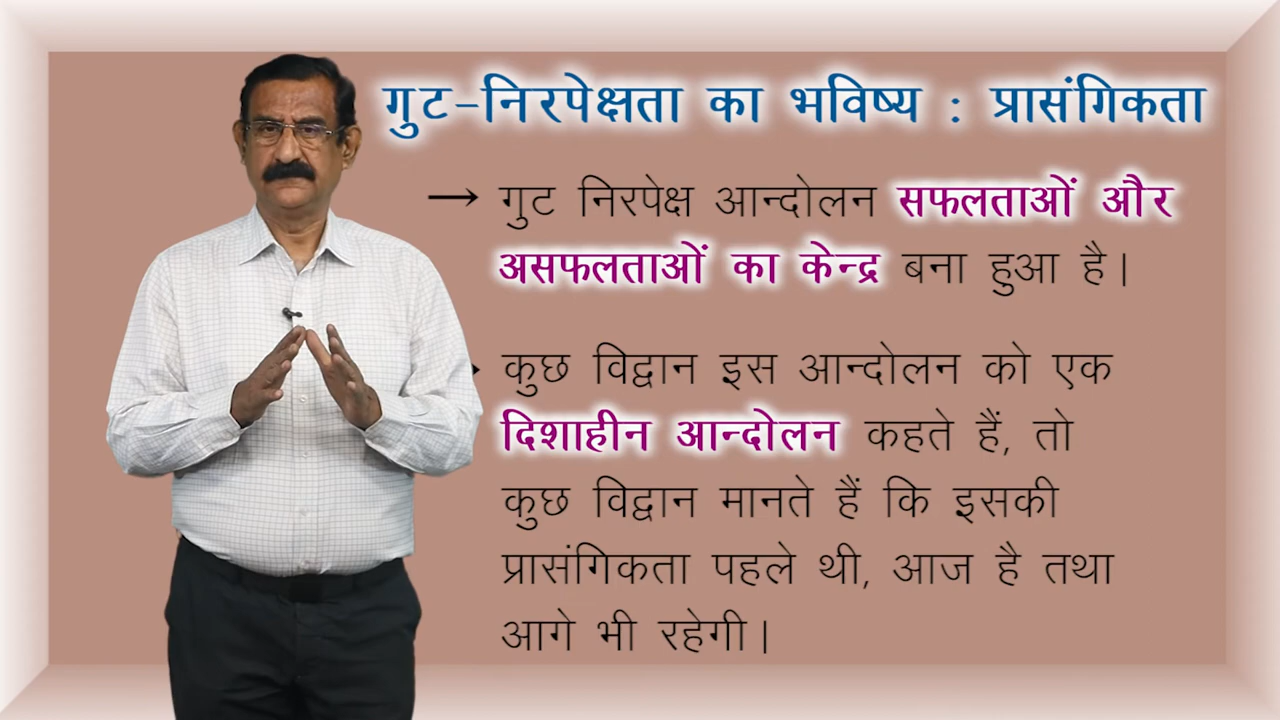 गुट-निरपेक्षता का भविष्य : प्रासंगिकता
→ गुट निरपेक्ष आन्दोलन सफलताओं और
असफलताओं का केन्द्र बना हुआ है।
कुछ विद्वान इस आन्दोलन को एक
दिशाहीन आन्दोलन कहते हैं, तो
कुछ विद्वान मानते हैं कि इसकी
प्रासंगिकता पहले थी, आज है तथा
आगे भी रहेगी।